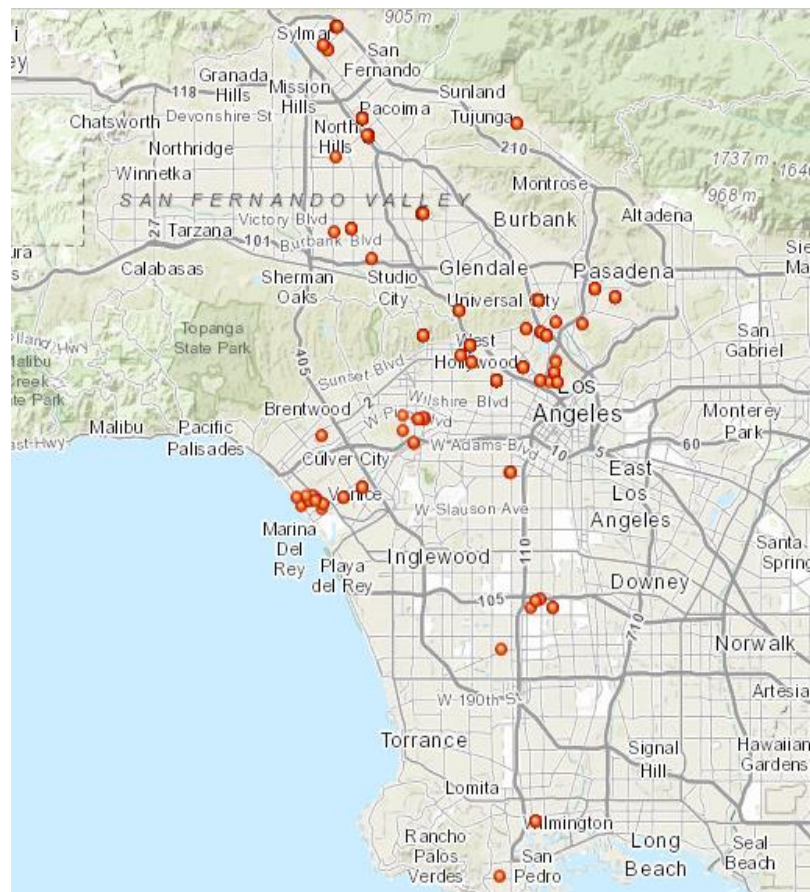 905 m
i
ey
Sylmar
San
Fernando
Granada
Hills
Mission
Hills
118
Sunland
Chatsworth
Devonshire St
Pacoima
Tujunga
North
Hills
Northridge
210
1737 m
Winnetka
Montrose
968 m
SAN FERNANDO VALLEY
27
Victory Blvd
Burbank
Altadena
Tarzana
101
Burbank Blvd
Calabasas
Sherman
Oaks
Studio
City
Glendale
Pasadena
Universal City
Topanga
State Park
West
Hollywood
San
Gabriel
405
Sunset Blvd
Los
Angeles
Brentwood
2
Wilshire Blvd
Malibu
Pacific
Palisades
W Adams Blvd
Monterey
Park
60
Culver City
10
5
East
Los
Angeles
Venice
W Slauson Ave
Marina
Del
Rey
Playa
del Rey
Inglewood
110
Santa
Spring
Downey
105
710
Norwalk
Artesia
W 190th St
Torrance
Signal
Hill
Hawaiian
Gardens
Lomita
Wilmington
Rancho
Palos
Verdes
San
Pedro
Long
Beach
Seal
Beach